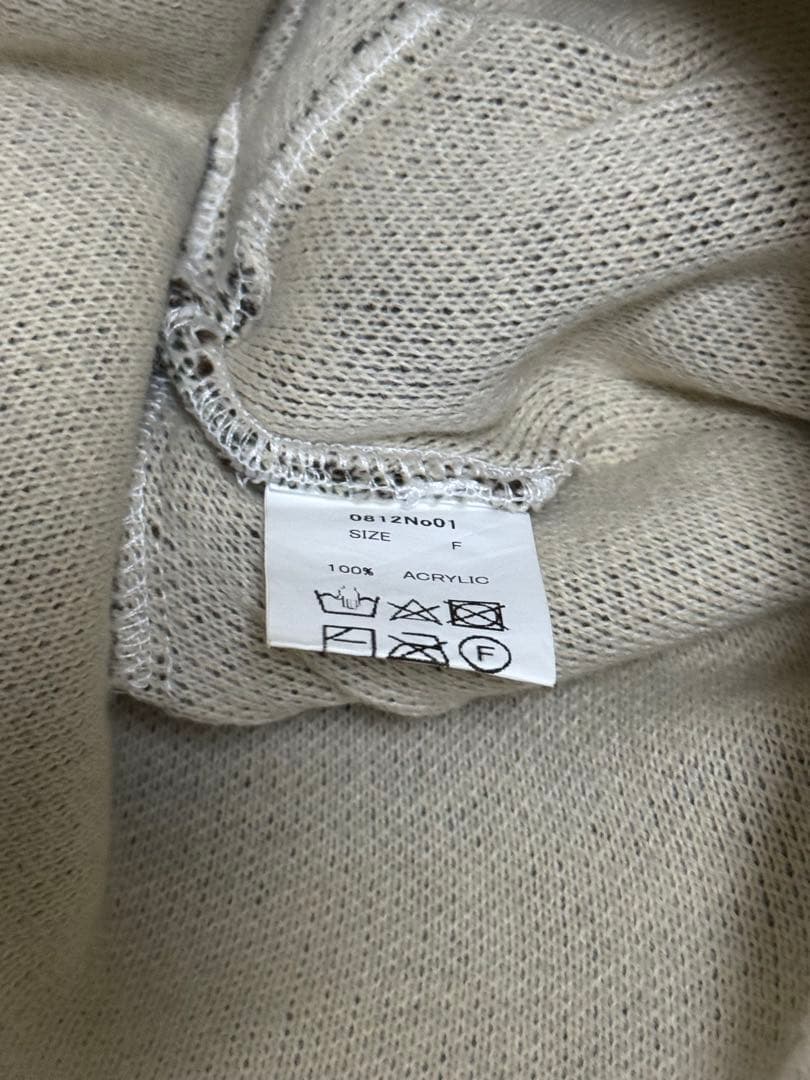 0812No01
SIZE F
100% ACRYLIC
F